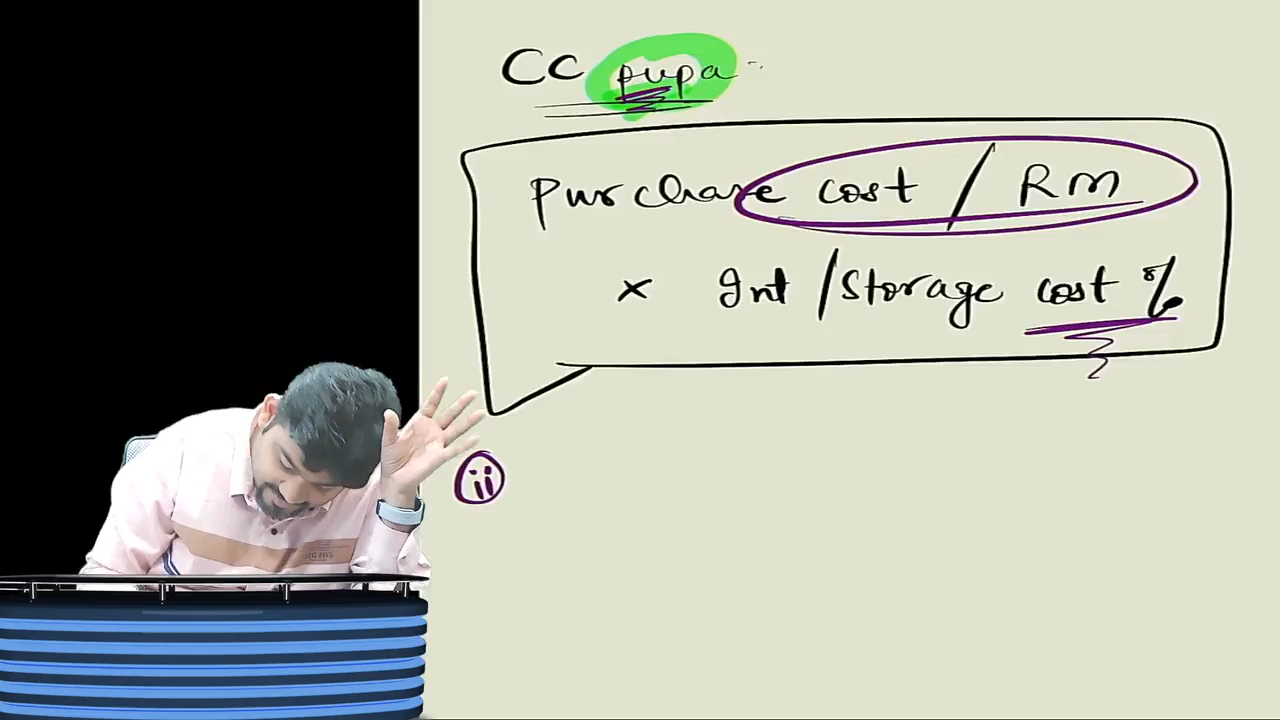 CC pupa
Purchase cost / RM
× Int / Storage cost %
ii